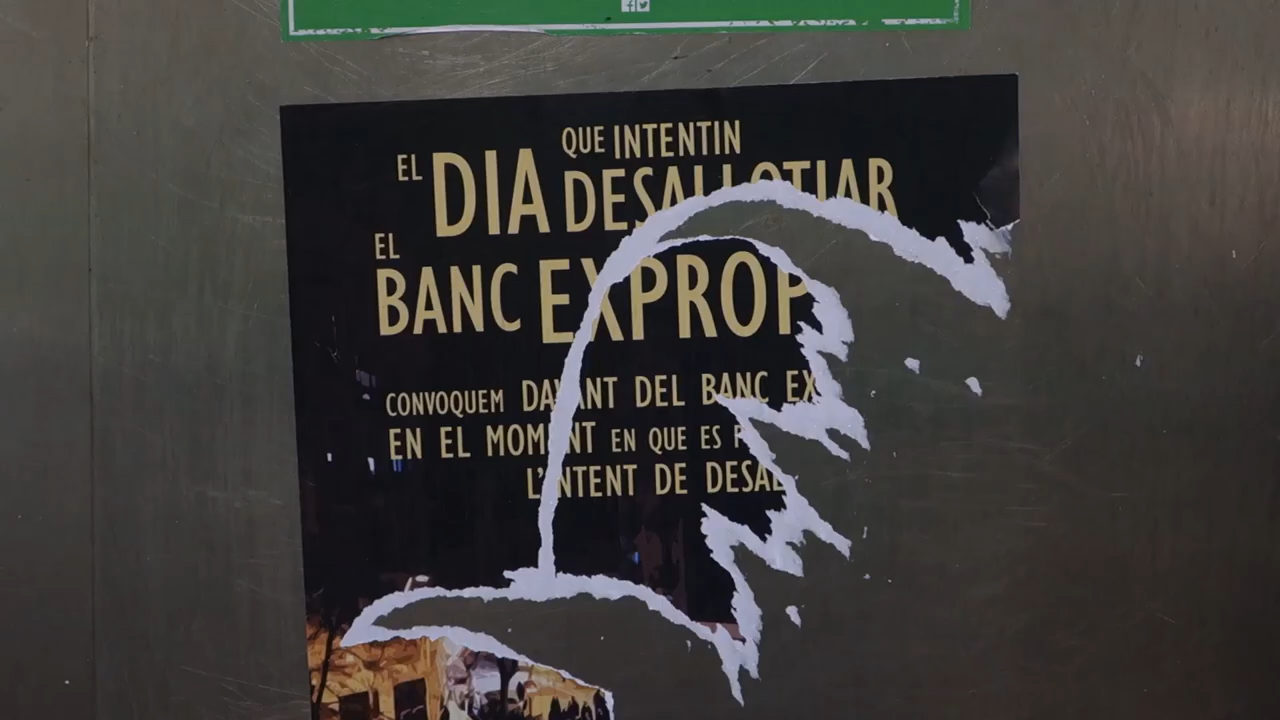 QUE INTENTIN
EL DIA DESALLOTJAR
EL
BANC EXPROP
CONVOQUEM DAVANT DEL BANC EX
EN EL MOMENT EN QUE ES P
L'INTENT DE DESAL